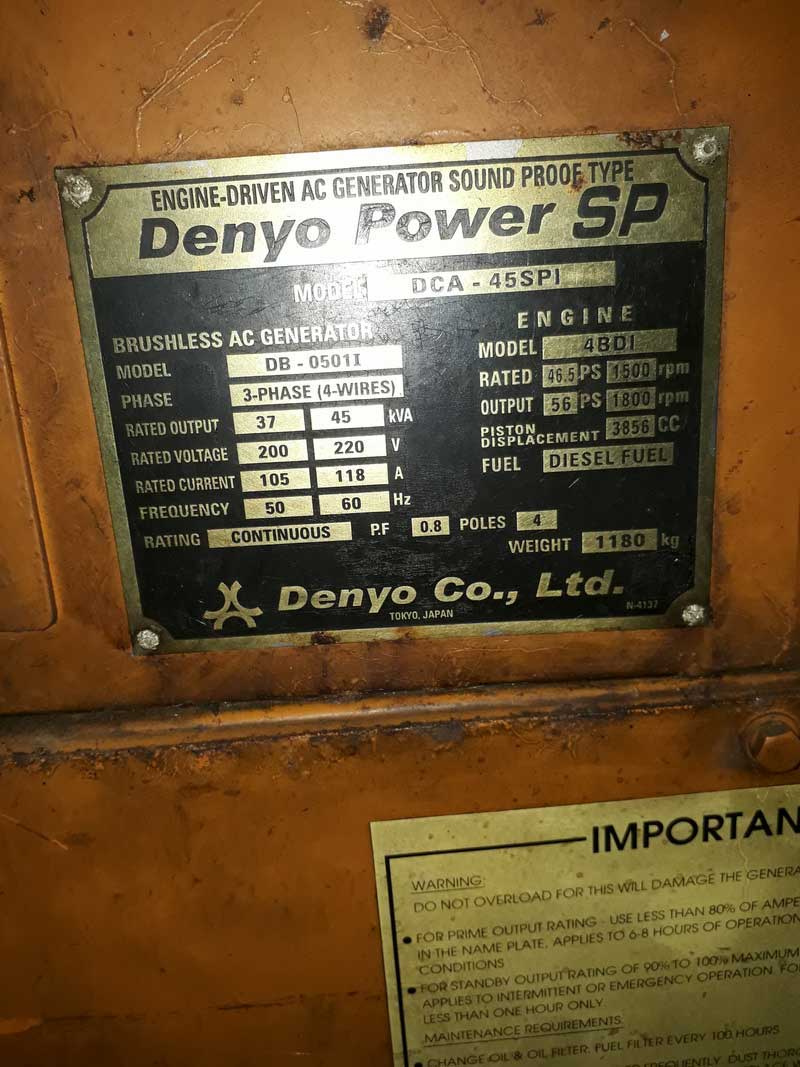 ENGINE-DRIVEN AC GENERATOR SOUND PROOF TYPE
Denyo Power SP
MODEL DCA - 45SPI
BRUSHLESS AC GENERATOR
MODEL DB - 0501I
PHASE 3-PHASE (4-WIRES)
RATED OUTPUT 37 45 kVA
RATED VOLTAGE 200 220 V
RATED CURRENT 105 118 A
FREQUENCY 50 60 Hz
RATING CONTINUOUS P.F 0.8 POLES 4
ENGINE
MODEL 4BD1
RATED 46.5 PS 1500 rpm
OUTPUT 56 PS 1800 rpm
PISTON
DISPLACEMENT 3856 CC
FUEL DIESEL FUEL
WEIGHT 1180 kg
Denyo Co., Ltd.
TOKYO, JAPAN
N-4137
IMPORTAN
WARNING:
DO NOT OVERLOAD FOR THIS WILL DAMAGE THE GENERA
• FOR PRIME OUTPUT RATING - USE LESS THAN 80% OF AMPE
IN THE NAME PLATE, APPLIES TO 6-8 HOURS OF OPERATION
CONDITIONS
• FOR STANDBY OUTPUT RATING OF 90% TO 100% MAXIMUM
APPLIES TO INTERMITTENT OR EMERGENCY OPERATION. FO
LESS THAN ONE HOUR ONLY.
MAINTENANCE REQUIREMENTS
• CHANGE OIL & OIL FILTER, FUEL FILTER EVERY 100 HOURS
FREQUENTLY. DUST THOR